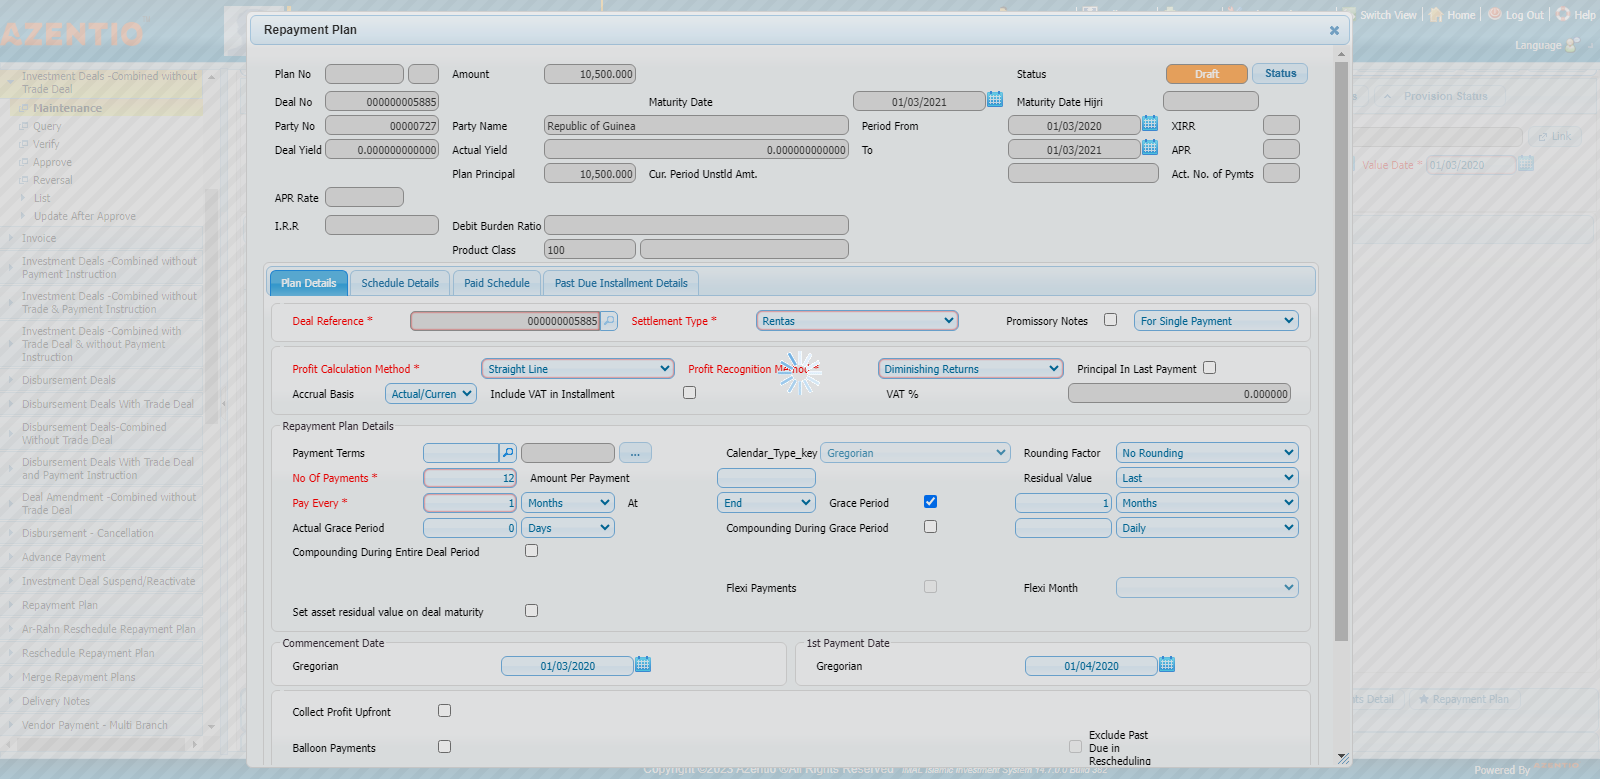 Repayment Plan
AZENTIO
Switch View
Home
Log Out
Help
Language
Investment Deals -Combined without
Trade Deal
Maintenance
Query
Verify
Approve
Reversal
List
Update After Approve
Invoice
Investment Deals -Combined without
Payment Instruction
Investment Deals -Combined without
Trade & Payment Instruction
Investment Deals -Combined with
Trade Deal & without Payment
Instruction
Disbursement Deals
Disbursement Deals With Trade Deal
Disbursement Deals-Combined
Without Trade Deal
Disbursement Deals With Trade Deal
and Payment Instruction
Deal Amendment -Combined without
Trade Deal
Disbursement - Cancellation
Advance Payment
Investment Deal Suspend/Reactivate
Repayment Plan
Ar-Rahn Reschedule Repayment Plan
Reschedule Repayment Plan
Merge Repayment Plans
Delivery Notes
Vendor Payment - Multi Branch
Plan No
Amount 10,500.000
Status Draft Status
Deal No 000000005885
Maturity Date 01/03/2021
Maturity Date Hijri
Party No 00000727
Party Name Republic of Guinea
Period From 01/03/2020
XIRR
Deal Yield 0.000000000000
Actual Yield 0.000000000000
To 01/03/2021
APR
Plan Principal 10,500.000
Cur. Period Unstld Amt.
Act. No. of Pymts
APR Rate
I.R.R
Debit Burden Ratio
Product Class 100
Plan Details
Schedule Details
Paid Schedule
Past Due Installment Details
Deal Reference * 000000005885
Settlement Type * Rentas
Promissory Notes For Single Payment
Profit Calculation Method * Straight Line
Profit Recognition Method * Diminishing Returns
Principal In Last Payment
Accrual Basis Actual/Curren
Include VAT in Installment
VAT % 0.000000
Repayment Plan Details
Payment Terms ...
Calendar_Type_key Gregorian
Rounding Factor No Rounding
No Of Payments * 12
Amount Per Payment
Residual Value Last
Pay Every * 1 Months
At End
Grace Period 1 Months
Actual Grace Period 0 Days
Compounding During Grace Period Daily
Compounding During Entire Deal Period
Flexi Payments
Flexi Month
Set asset residual value on deal maturity
Commencement Date
Gregorian 01/03/2020
1st Payment Date
Gregorian 01/04/2020
Collect Profit Upfront
Balloon Payments
Exclude Past
Due in
Rescheduling
Provision Status
Link
Value Date * 01/03/2020
Detail
Repayment Plan
Copyright ©2023 Azentio ®All Rights Reserved
Powered By